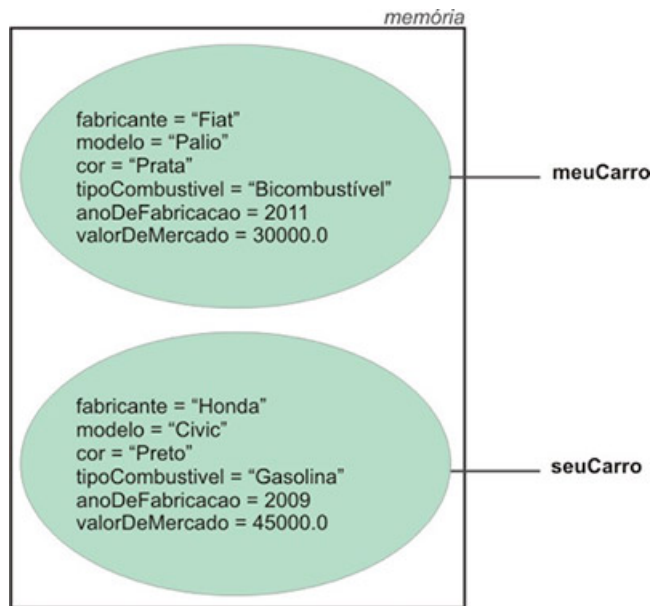 memória
fabricante = “Fiat”
modelo = “Palio”
cor = “Prata”
tipoCombustivel = “Bicombustível”
anoDeFabricacao = 2011
valorDeMercado = 30000.0
meuCarro
fabricante = “Honda”
modelo = “Civic”
cor = “Preto”
tipoCombustivel = “Gasolina”
anoDeFabricacao = 2009
valorDeMercado = 45000.0
seuCarro